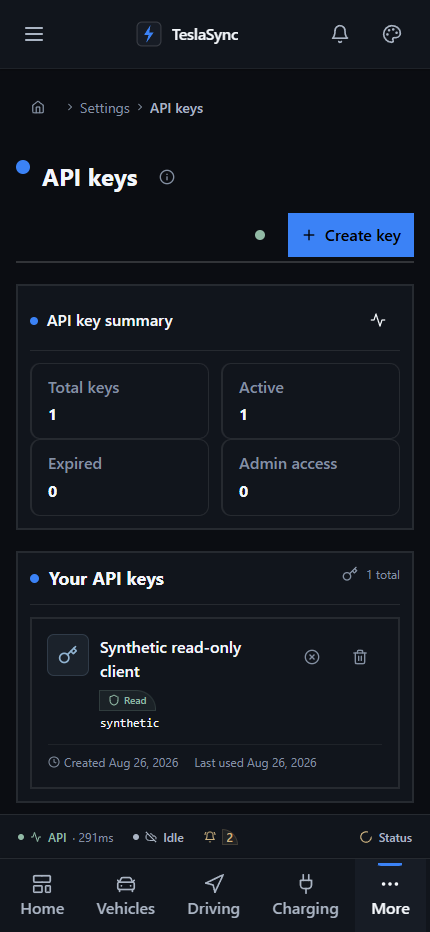 TeslaSync
Settings
API keys
API keys
Create key
API key summary
Total keys
1
Active
1
Expired
0
Admin access
0
Your API keys
1 total
Synthetic read-only
client
Read
synthetic
Created Aug 26, 2026
Last used Aug 26, 2026
API · 291ms
Idle
2
Status
Home
Vehicles
Driving
Charging
More